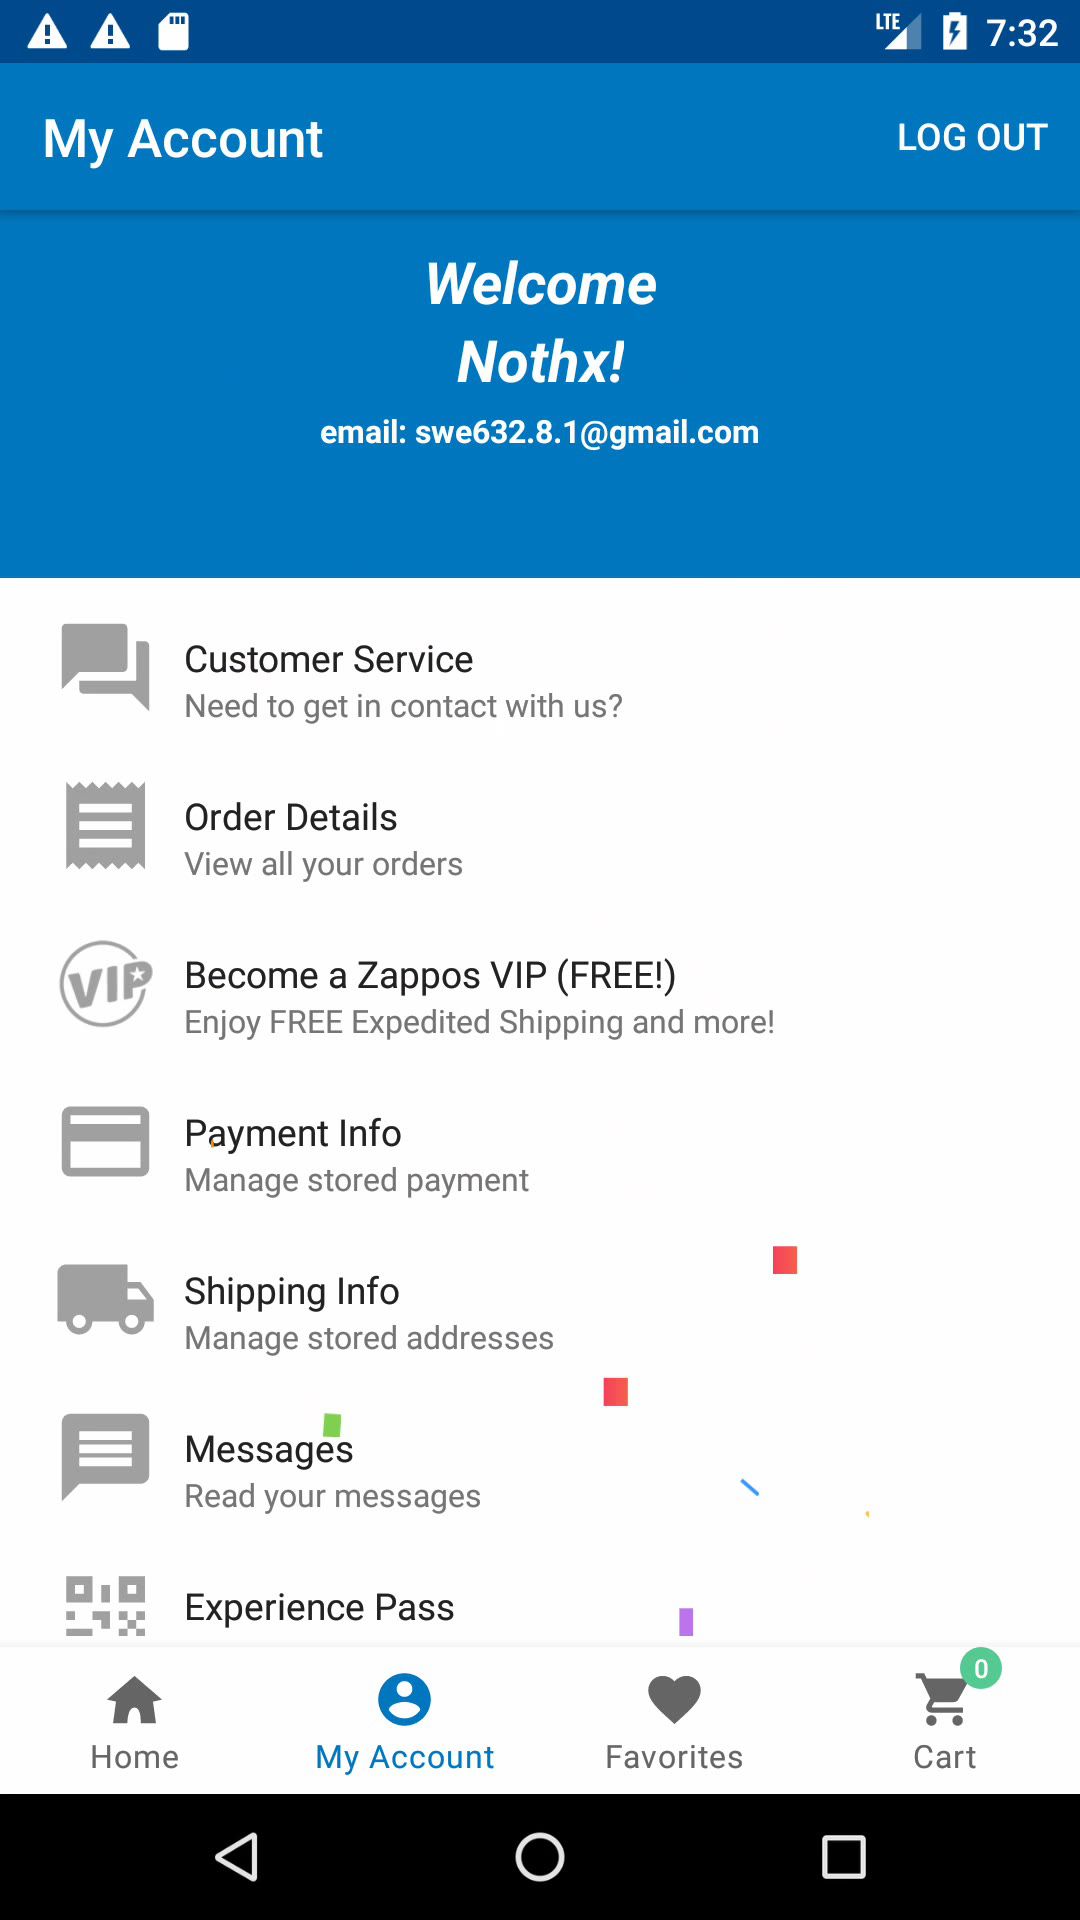 LTE 7:32
My Account LOG OUT
Welcome
Nothx!
email: swe632.8.1@gmail.com
Customer Service
Need to get in contact with us?
Order Details
View all your orders
VIP
Become a Zappos VIP (FREE!)
Enjoy FREE Expedited Shipping and more!
Payment Info
Manage stored payment
Shipping Info
Manage stored addresses
Messages
Read your messages
Experience Pass
0
Home My Account Favorites Cart